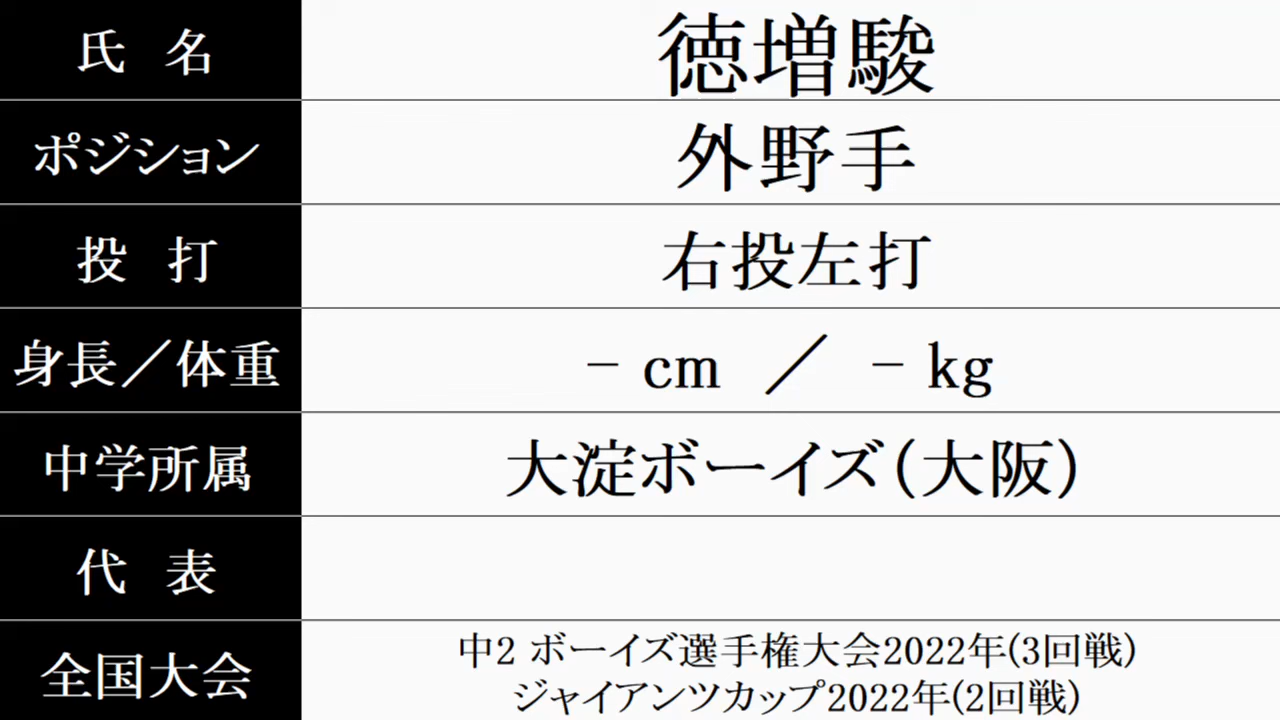 氏 名 徳増駿
ポジション 外野手
投 打 右投左打
身長／体重 − cm ／ − kg
中学所属 大淀ボーイズ(大阪)
代 表
全国大会 中2 ボーイズ選手権大会2022年(3回戦)
ジャイアンツカップ2022年(2回戦)